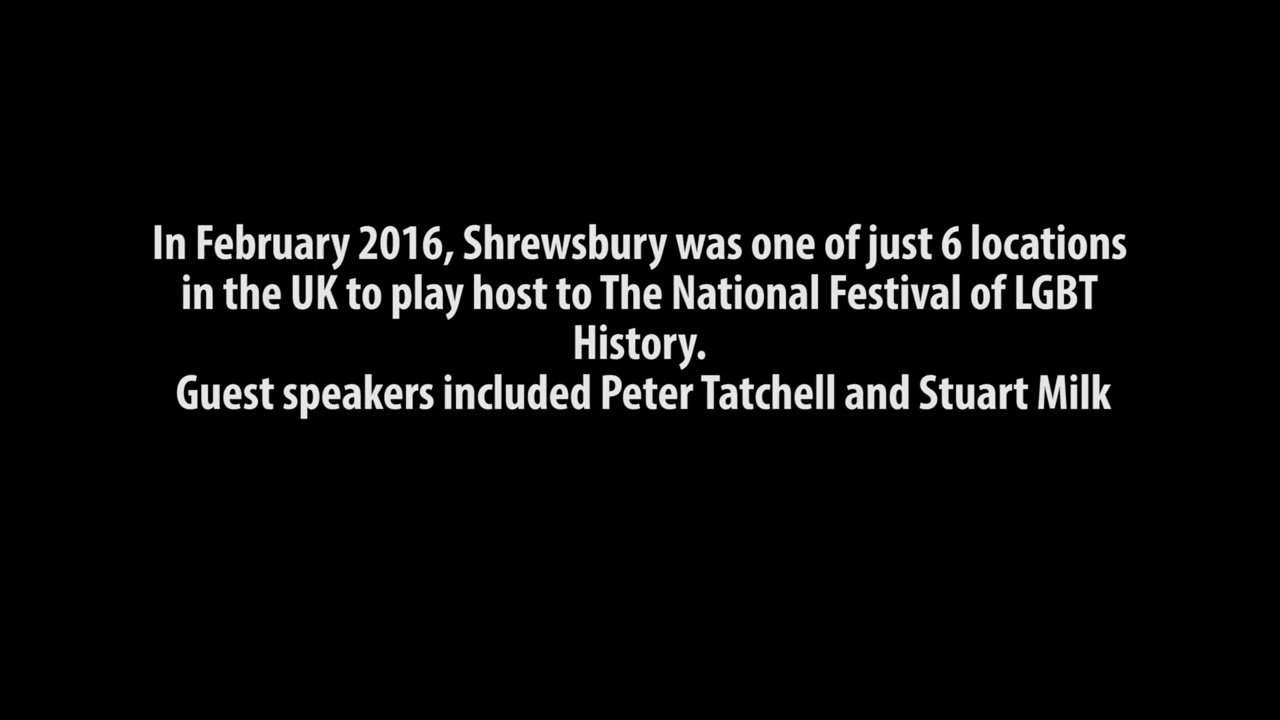 In February 2016, Shrewsbury was one of just 6 locations
in the UK to play host to The National Festival of LGBT
History.
Guest speakers included Peter Tatchell and Stuart Milk